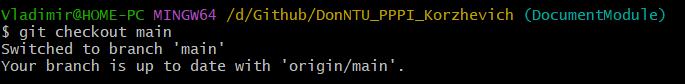 Vladimir@HOME-PC MINGW64 /d/Github/DonNTU_PPPI_Korzhevich (DocumentModule)
$ git checkout main
Switched to branch 'main'
Your branch is up to date with 'origin/main'.